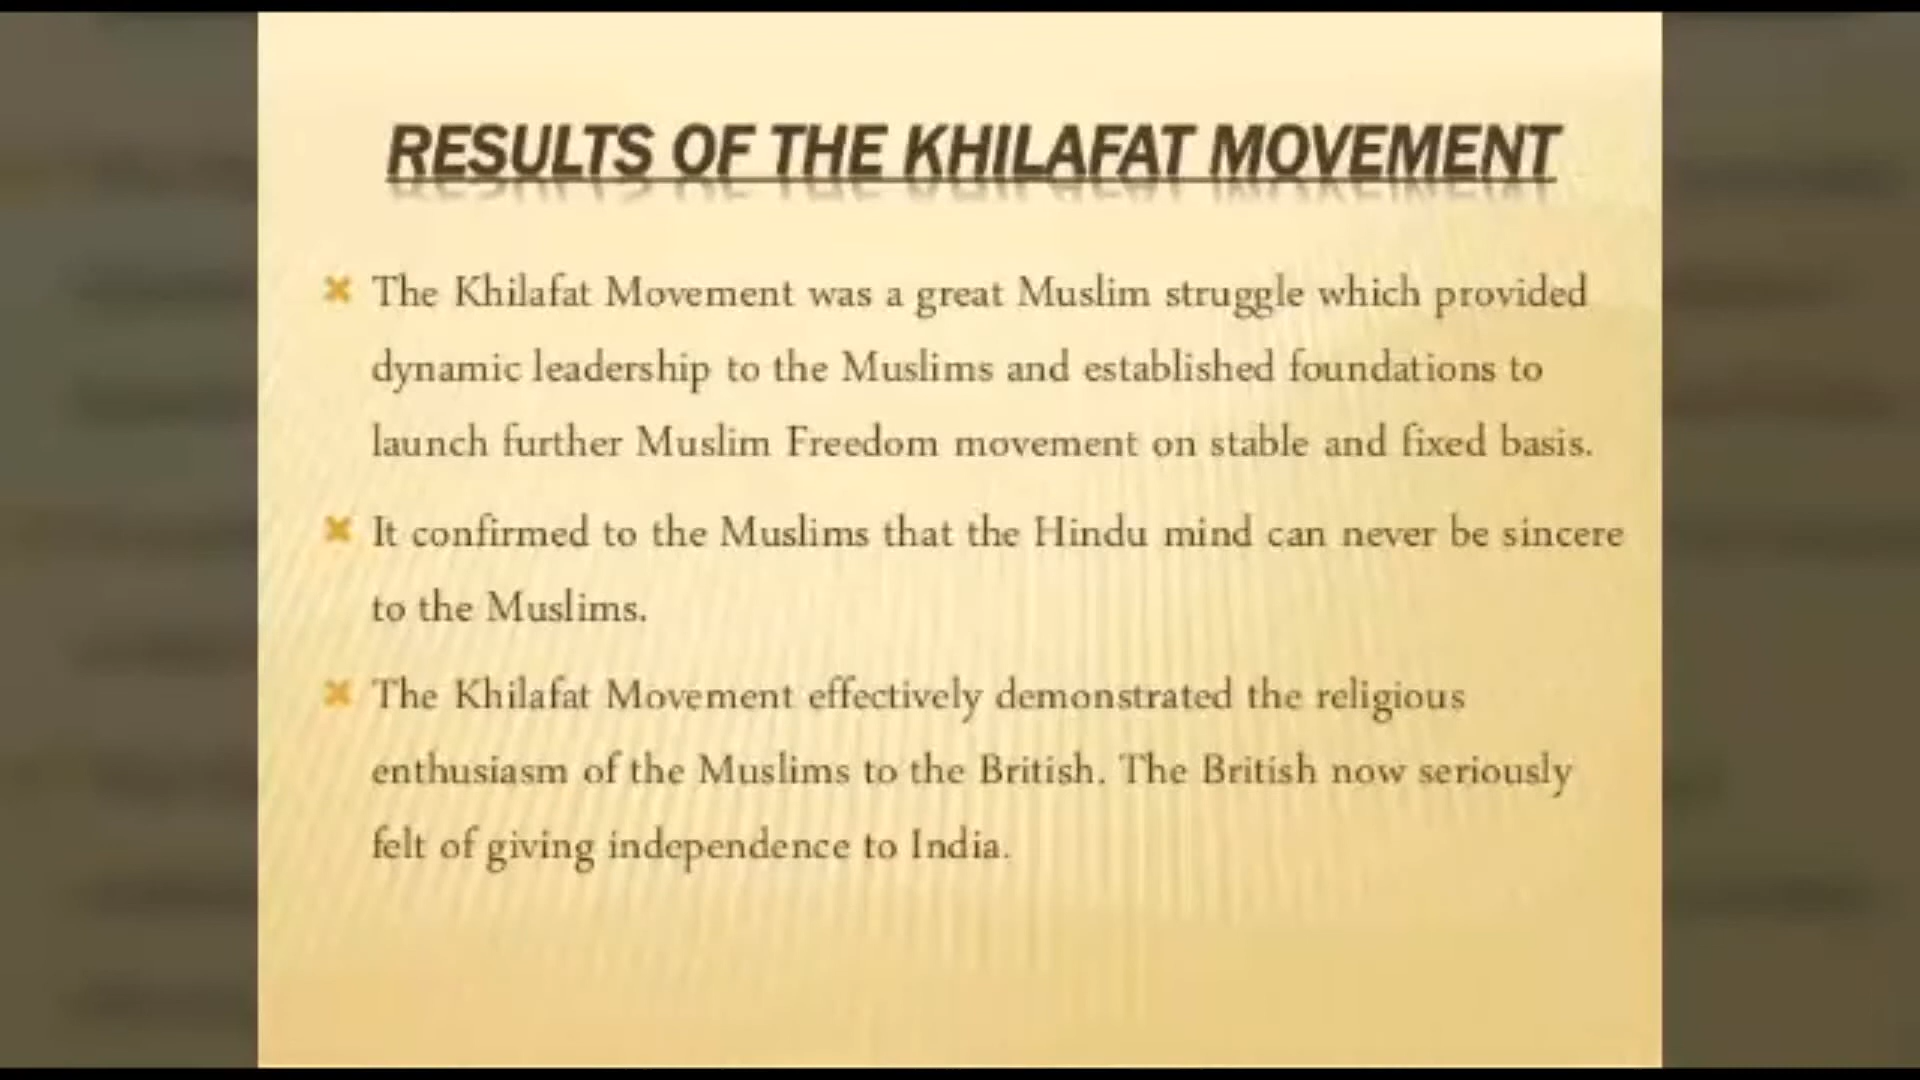 RESULTS OF THE KHILAFAT MOVEMENT
The Khilafat Movement was a great Muslim struggle which provided
dynamic leadership to the Muslims and established foundations to
launch further Muslim Freedom movement on stable and fixed basis.
It confirmed to the Muslims that the Hindu mind can never be sincere
to the Muslims.
The Khilafat Movement effectively demonstrated the religious
enthusiasm of the Muslims to the British. The British now seriously
felt of giving independence to India.